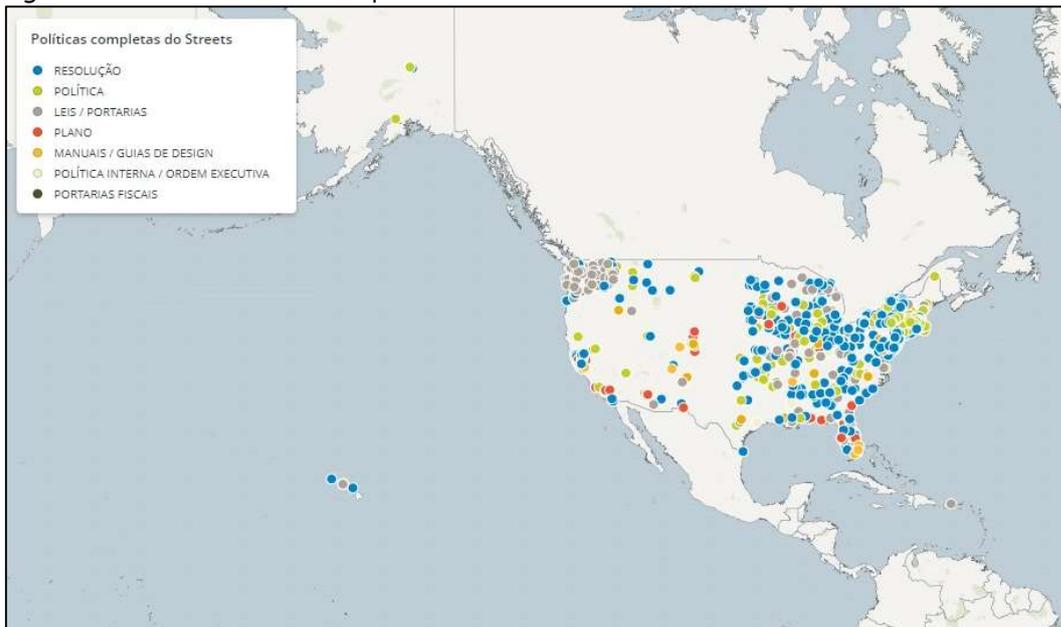 Políticas completas do Streets
RESOLUÇÃO
POLÍTICA
LEIS / PORTARIAS
PLANO
MANUAIS / GUIAS DE DESIGN
POLÍTICA INTERNA / ORDEM EXECUTIVA
PORTARIAS FISCAIS